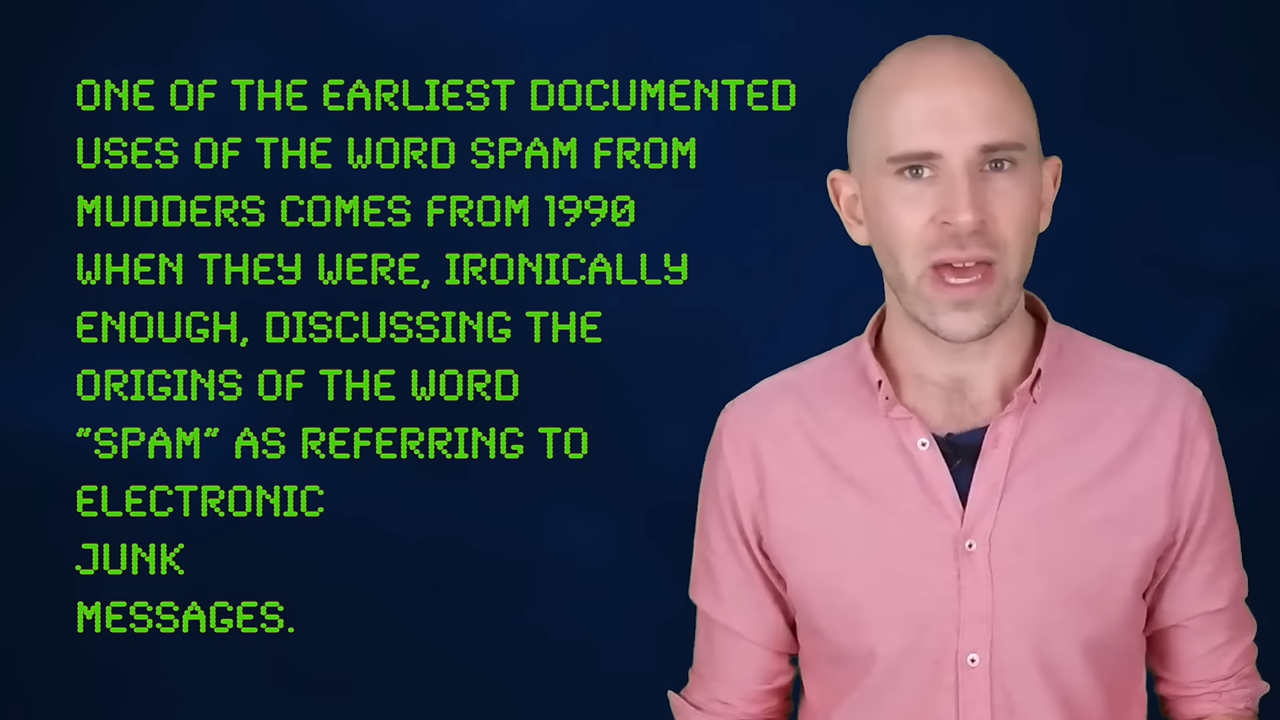 ONE OF THE EARLIEST DOCUMENTED
USES OF THE WORD SPAM FROM
MUDDERS COMES FROM 1990
WHEN THEY WERE, IRONICALLY
ENOUGH, DISCUSSING THE
ORIGINS OF THE WORD
"SPAM" AS REFERRING TO
ELECTRONIC
JUNK
MESSAGES.